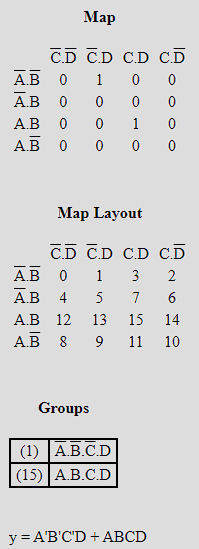 Map
C̅.D̅ C̅.D C.D C.D̅
A̅.B̅ 0 1 0 0
A̅.B 0 0 0 0
A.B 0 0 1 0
A.B̅ 0 0 0 0
Map Layout
C̅.D̅ C̅.D C.D C.D̅
A̅.B̅ 0 1 3 2
A̅.B 4 5 7 6
A.B 12 13 15 14
A.B̅ 8 9 11 10
Groups
(1) A̅.B̅.C̅.D
(15) A.B.C.D
y = A'B'C'D + ABCD